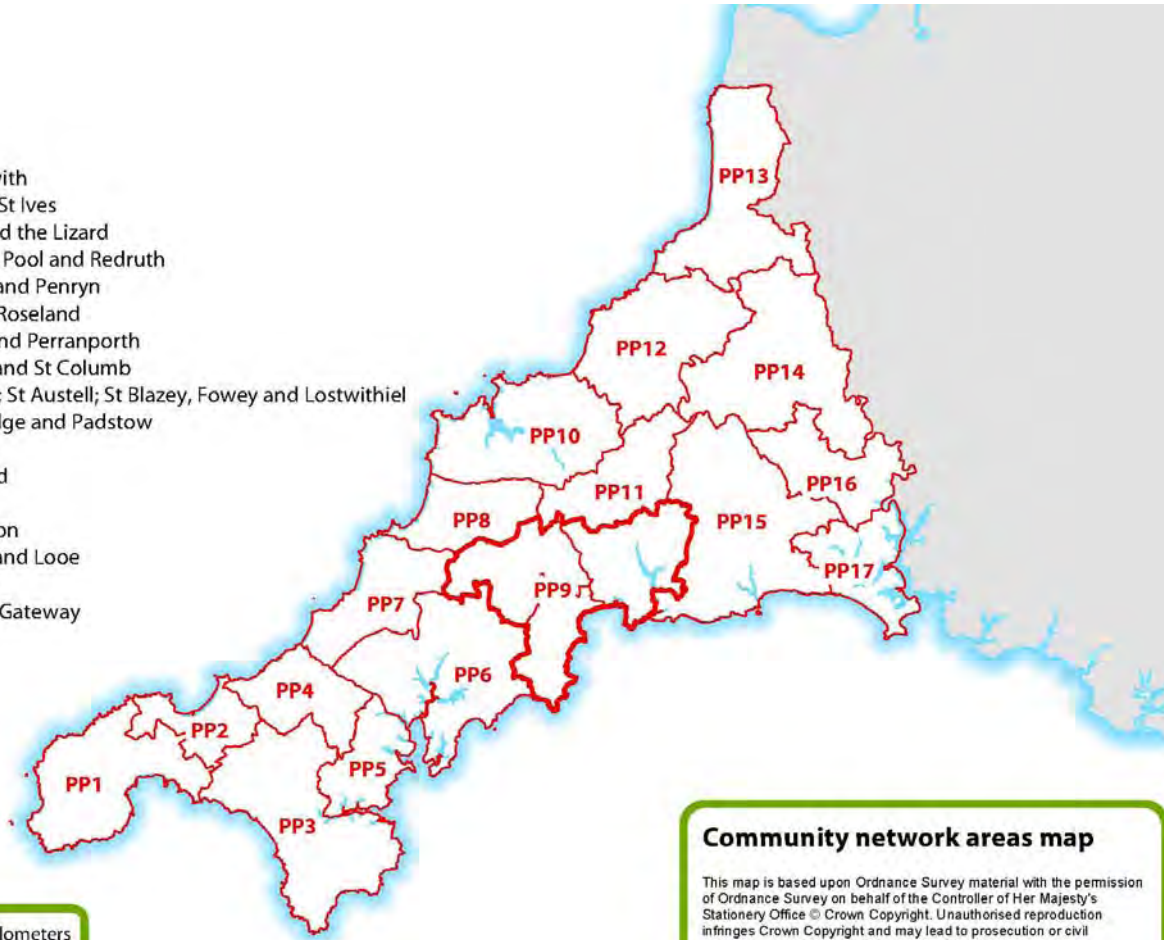 ith
St Ives
d the Lizard
Pool and Redruth
and Penryn
Roseland
nd Perranporth
and St Columb
; St Austell; St Blazey, Fowey and Lostwithiel
lge and Padstow
d
on
and Looe
Gateway
PP13
PP12
PP14
PP10
PP11
PP16
PP8
PP15
PP17
PP9
PP7
PP6
PP4
PP2
PP5
PP1
PP3
lometers
Community network areas map
This map is based upon Ordnance Survey material with the permission
of Ordnance Survey on behalf of the Controller of Her Majesty's
Stationery Office © Crown Copyright. Unauthorised reproduction
infringes Crown Copyright and may lead to prosecution or civil